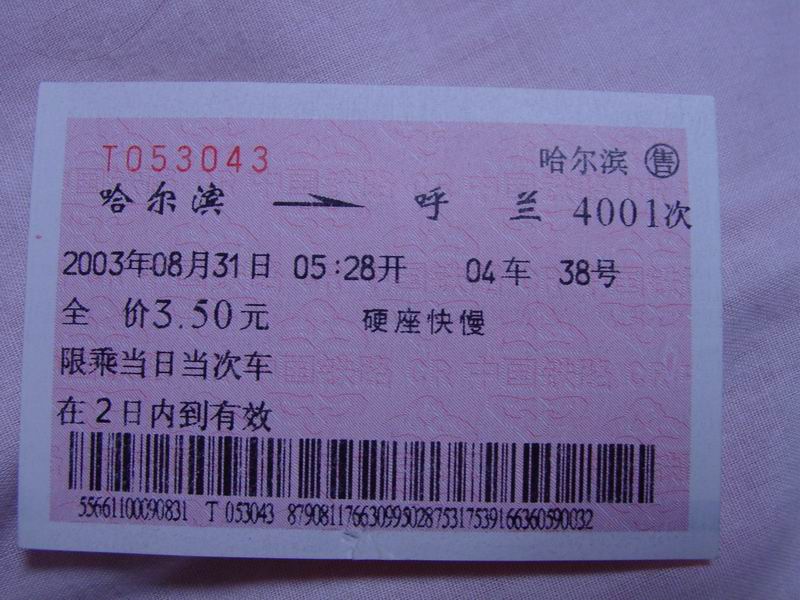 T053043 哈尔滨 售
哈尔滨 呼兰 4001次
2003年08月31日 05:28开 04车 38号
全 价3.50元 硬座快慢
限乘当日当次车
在2日内到有效
55661100090831 T 053043 87908117663099502875317539166360590032